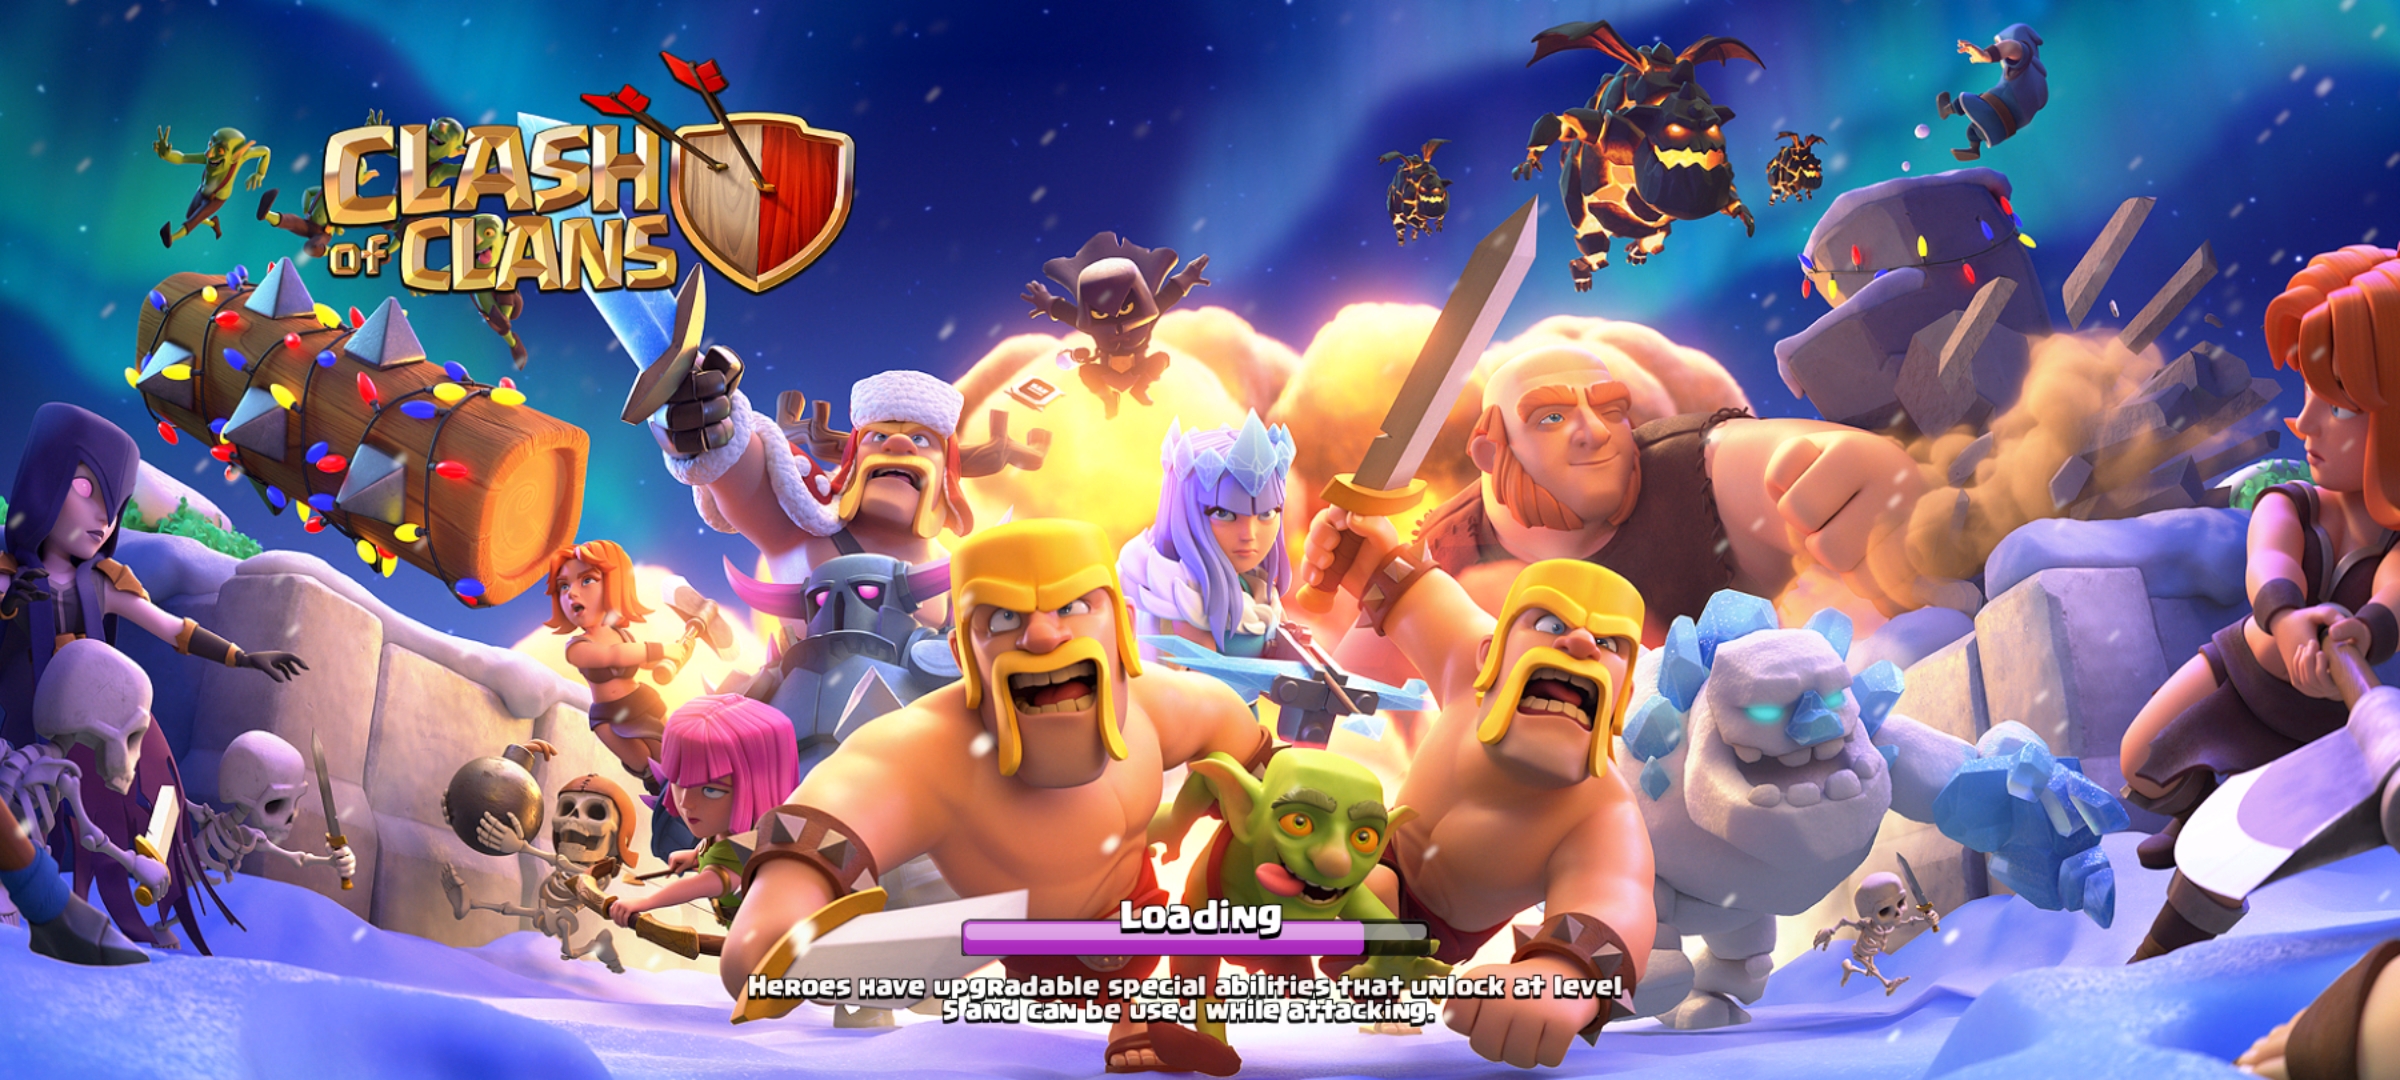 CLASH
OF CLANS
Loading
Heroes have upgradable special abilities that unlock at level
5 and can be used while attacking.